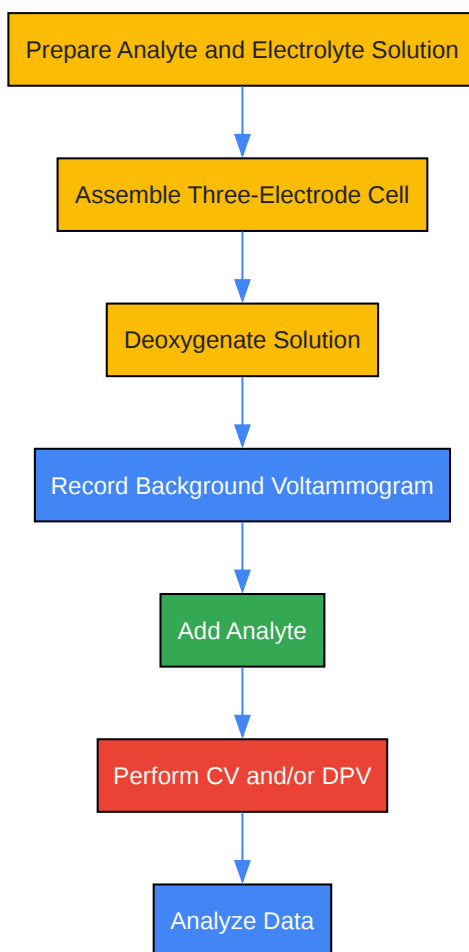 Prepare Analyte and Electrolyte Solution
Assemble Three-Electrode Cell
Deoxygenate Solution
Record Background Voltammogram
Add Analyte
Perform CV and/or DPV
Analyze Data